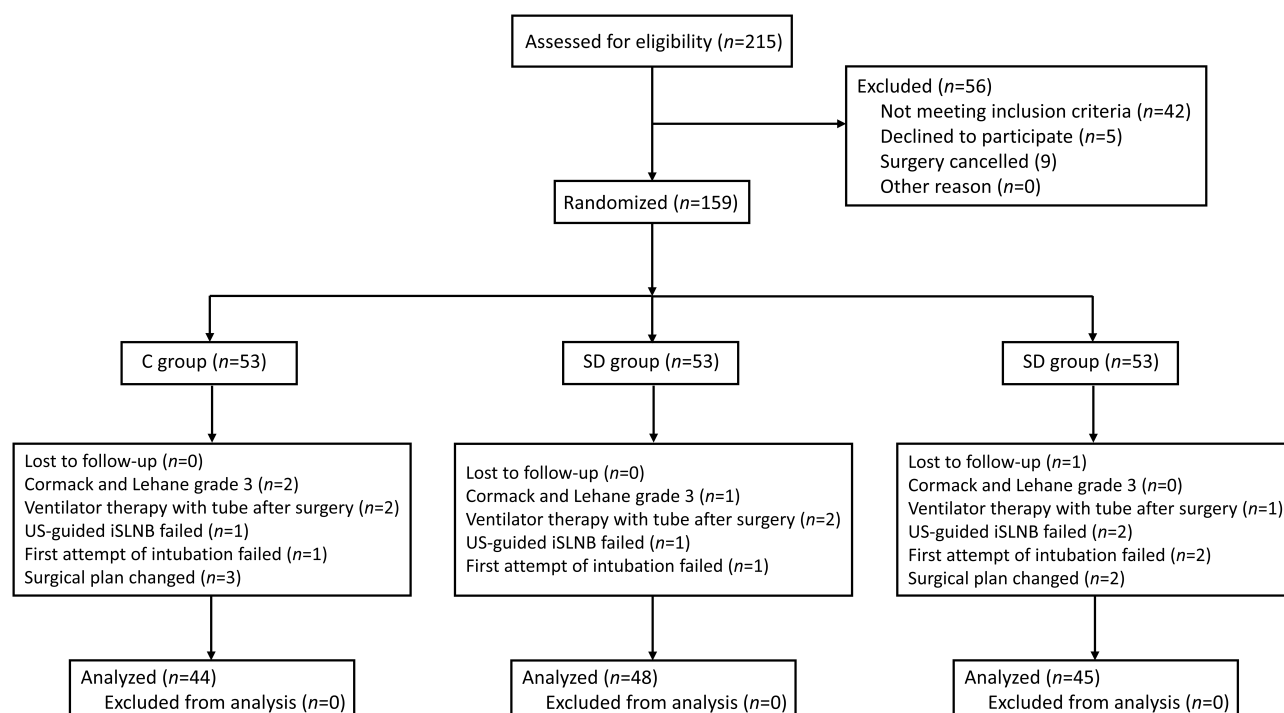 Assessed for eligibility (n=215)
Excluded (n=56)
Not meeting inclusion criteria (n=42)
Declined to participate (n=5)
Surgery cancelled (9)
Other reason (n=0)
Randomized (n=159)
C group (n=53)
SD group (n=53)
SD group (n=53)
Lost to follow-up (n=0)
Cormack and Lehane grade 3 (n=2)
Ventilator therapy with tube after surgery (n=2)
US-guided iSLNB failed (n=1)
First attempt of intubation failed (n=1)
Surgical plan changed (n=3)
Lost to follow-up (n=0)
Cormack and Lehane grade 3 (n=1)
Ventilator therapy with tube after surgery (n=2)
US-guided iSLNB failed (n=1)
First attempt of intubation failed (n=1)
Lost to follow-up (n=1)
Cormack and Lehane grade 3 (n=0)
Ventilator therapy with tube after surgery (n=1)
US-guided iSLNB failed (n=2)
First attempt of intubation failed (n=2)
Surgical plan changed (n=2)
Analyzed (n=44)
Excluded from analysis (n=0)
Analyzed (n=48)
Excluded from analysis (n=0)
Analyzed (n=45)
Excluded from analysis (n=0)